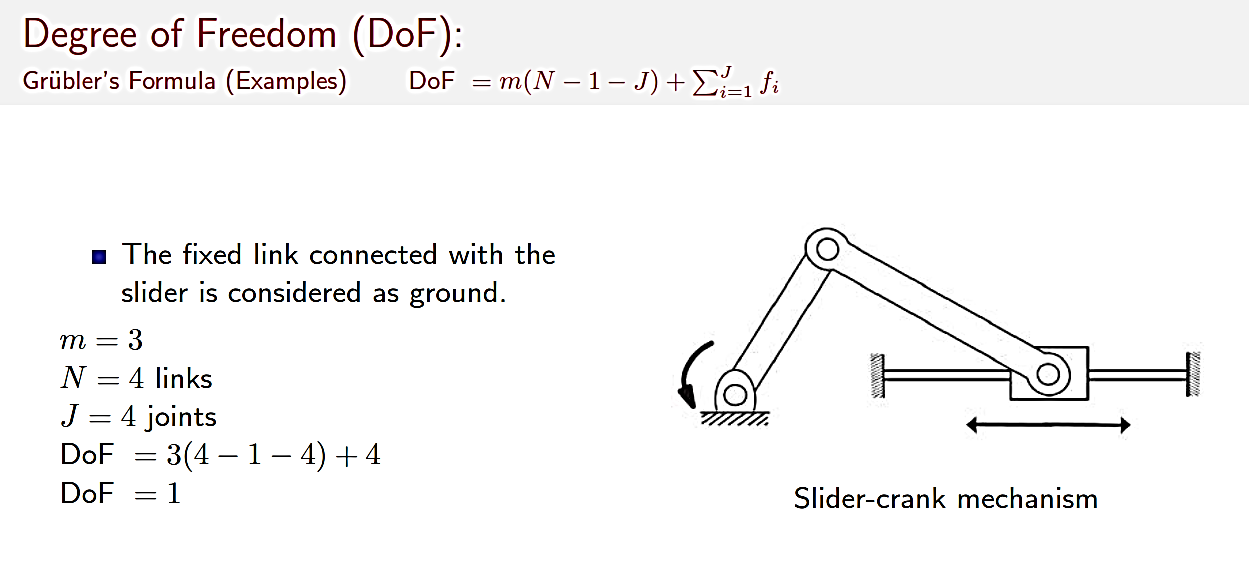 Degree of Freedom (DoF):
Grübler's Formula (Examples) DoF = m(N − 1 − J) + ∑_{i=1}^{J} f_i
The fixed link connected with the
slider is considered as ground.
m = 3
N = 4 links
J = 4 joints
DoF = 3(4 − 1 − 4) + 4
DoF = 1
Slider-crank mechanism